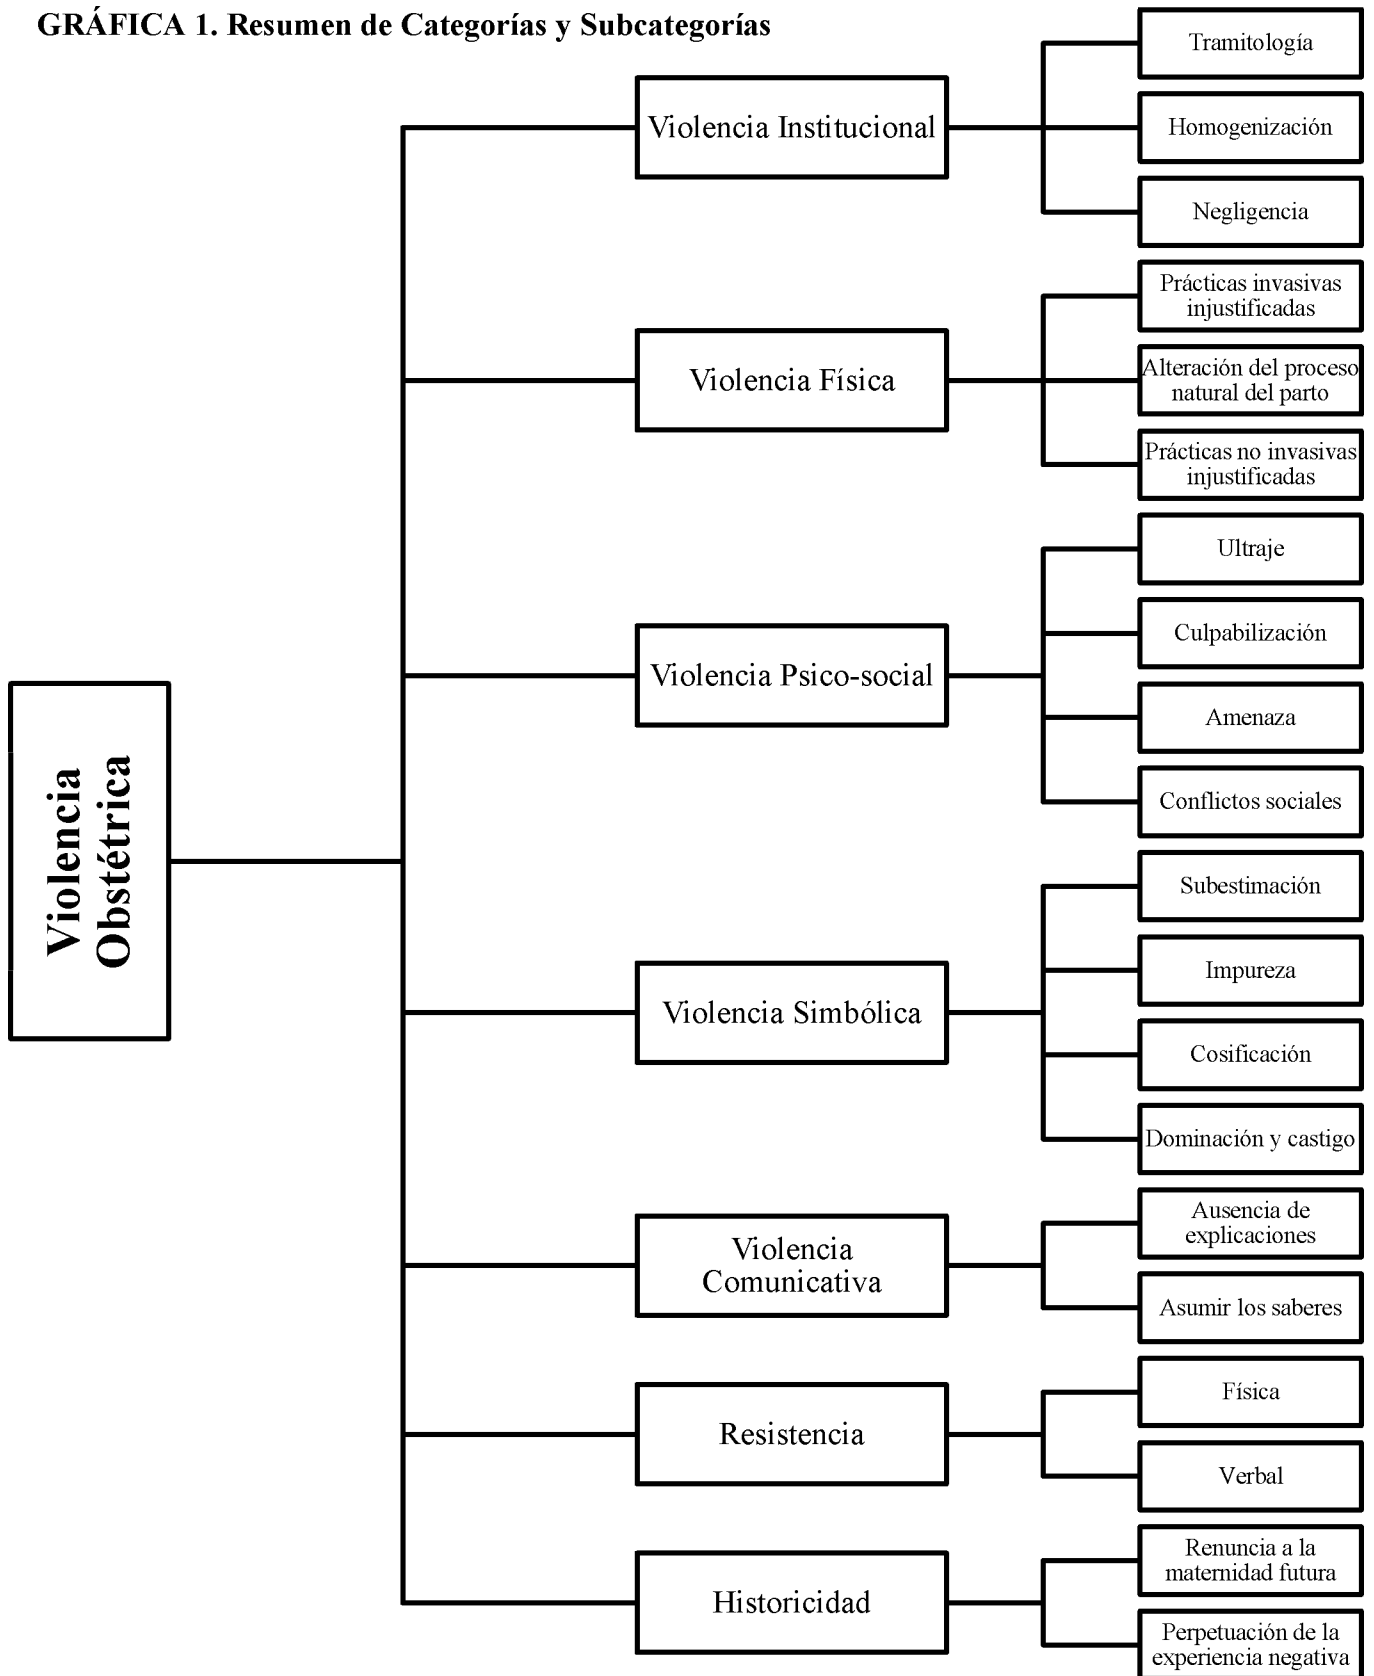 GRÁFICA 1. Resumen de Categorías y Subcategorías
Violencia
Obstétrica
Violencia Institucional
Tramitología
Homogenización
Negligencia
Violencia Física
Prácticas invasivas
injustificadas
Alteración del proceso
natural del parto
Prácticas no invasivas
injustificadas
Violencia Psico-social
Ultraje
Culpabilización
Amenaza
Conflictos sociales
Violencia Simbólica
Subestimación
Impureza
Cosificación
Dominación y castigo
Violencia
Comunicativa
Ausencia de
explicaciones
Asumir los saberes
Resistencia
Física
Verbal
Historicidad
Renuncia a la
maternidad futura
Perpetuación de la
experiencia negativa